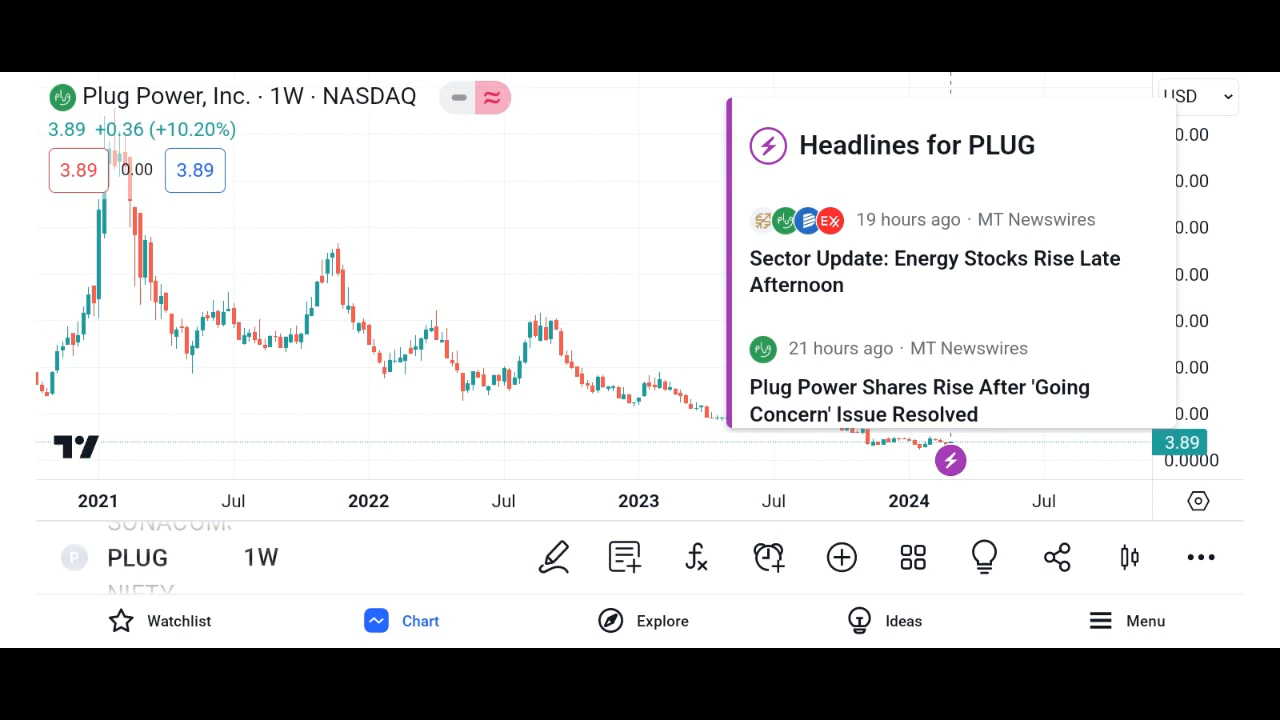 Plug Power, Inc. · 1W · NASDAQ
3.89 +0.36 (+10.20%)
3.89 0.00 3.89
USD
Headlines for PLUG
19 hours ago · MT Newswires
Sector Update: Energy Stocks Rise Late
Afternoon
21 hours ago · MT Newswires
Plug Power Shares Rise After 'Going
Concern' Issue Resolved
0.00
0.00
0.00
0.00
0.00
0.00
0.00
3.89
0.0000
2021 Jul 2022 Jul 2023 Jul 2024 Jul
P PLUG 1W
NIFTY
Watchlist Chart Explore Ideas Menu